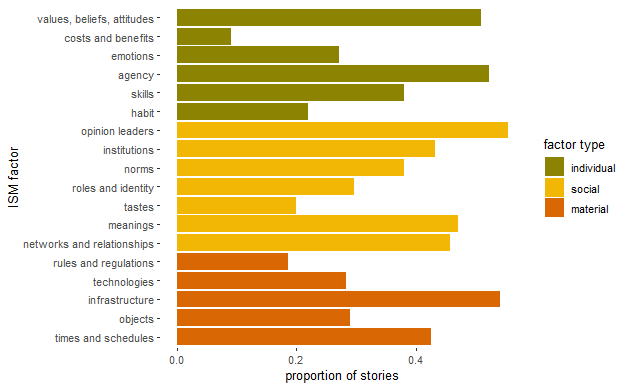 values, beliefs, attitudes
costs and benefits
emotions
agency
skills
habit
opinion leaders
institutions
norms
roles and identity
tastes
meanings
networks and relationships
rules and regulations
technologies
infrastructure
objects
times and schedules
ISM factor
0.0 0.2 0.4
proportion of stories
factor type
individual
social
material